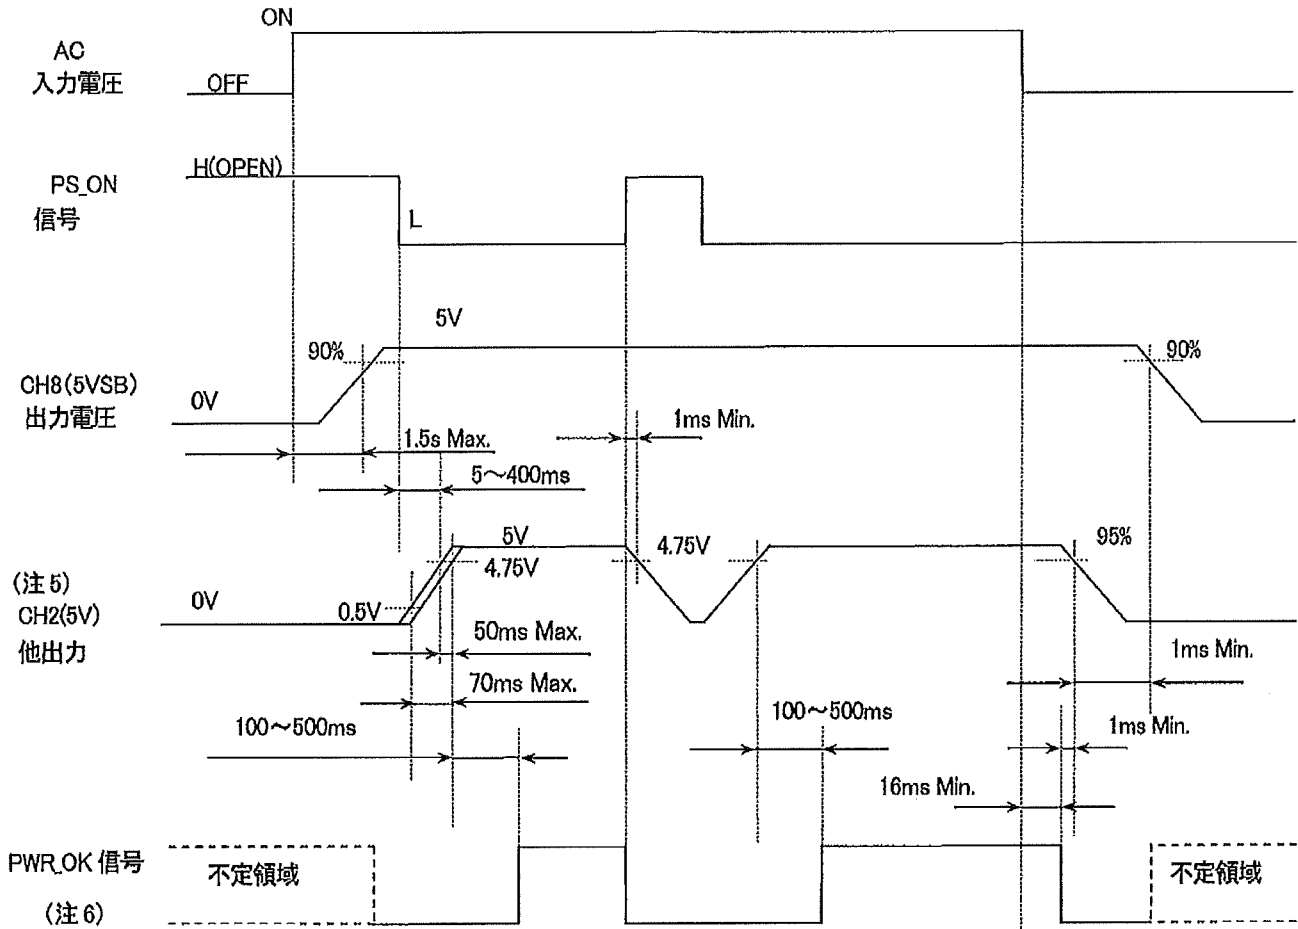 ON
AC
入力電圧
OFF
H(OPEN)
PS_ON
信号
L
5V
90%
90%
CH8(5VSB)
出力電圧
0V
1ms Min.
1.5s Max.
5～400ms
5V
4.75V
4.75V
95%
(注5)
CH2(5V)
他出力
0V
0.5V
50ms Max.
1ms Min.
70ms Max.
100～500ms
100～500ms
1ms Min.
16ms Min.
PWR_OK 信号
(注6)
不定領域
不定領域